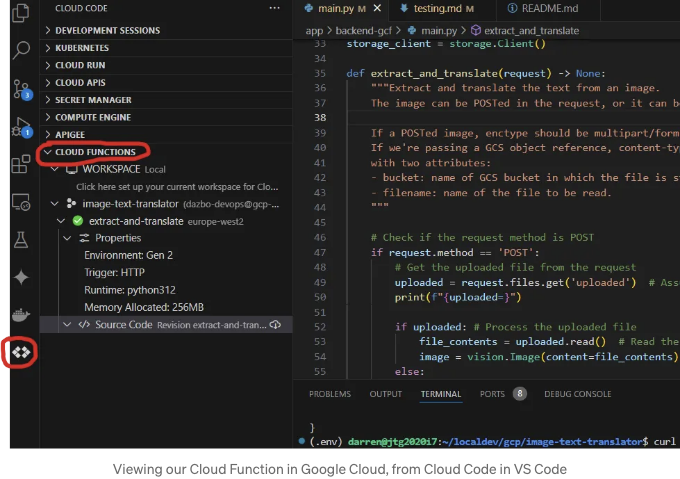 CLOUD CODE
...
DEVELOPMENT SESSIONS
KUBERNETES
CLOUD RUN
CLOUD APIS
SECRET MANAGER
COMPUTE ENGINE
APIGEE
CLOUD FUNCTIONS
WORKSPACE Local
Click here set up your current workspace for Clo...
image-text-translator (dazbo-devops@gcp-...
extract-and-translate europe-west2
Properties
Environment: Gen 2
Trigger: HTTP
Runtime: python312
Memory Allocated: 256MB
Source Code Revision extract-and-tran...
3
1
main.py M testing.md M README.md
app > backend-gcf > main.py > extract_and_translate
33 storage_client = storage.Client()
34
35 def extract_and_translate(request) -> None:
36 """Extract and translate the text from an image.
37 The image can be POSTed in the request, or it can be
38
39 If a POSTed image, enctype should be multipart/form
40 If we're passing a GCS object reference, content-ty
41 with two attributes:
42 - bucket: name of GCS bucket in which the file is s
43 - filename: name of the file to be read.
44 """
45
46 # Check if the request method is POST
47 if request.method == 'POST':
48 # Get the uploaded file from the request
49 uploaded = request.files.get('uploaded') # Ass
50 print(f"{uploaded=}")
51
52 if uploaded: # Process the uploaded file
53 file_contents = uploaded.read() # Read the
54 image = vision.Image(content=file_contents)
55 else:
PROBLEMS OUTPUT TERMINAL PORTS 8 DEBUG CONSOLE
}
(.env) darren@jtg2020i7:~/localdev/gcp/image-text-translator$ curl
Viewing our Cloud Function in Google Cloud, from Cloud Code in VS Code